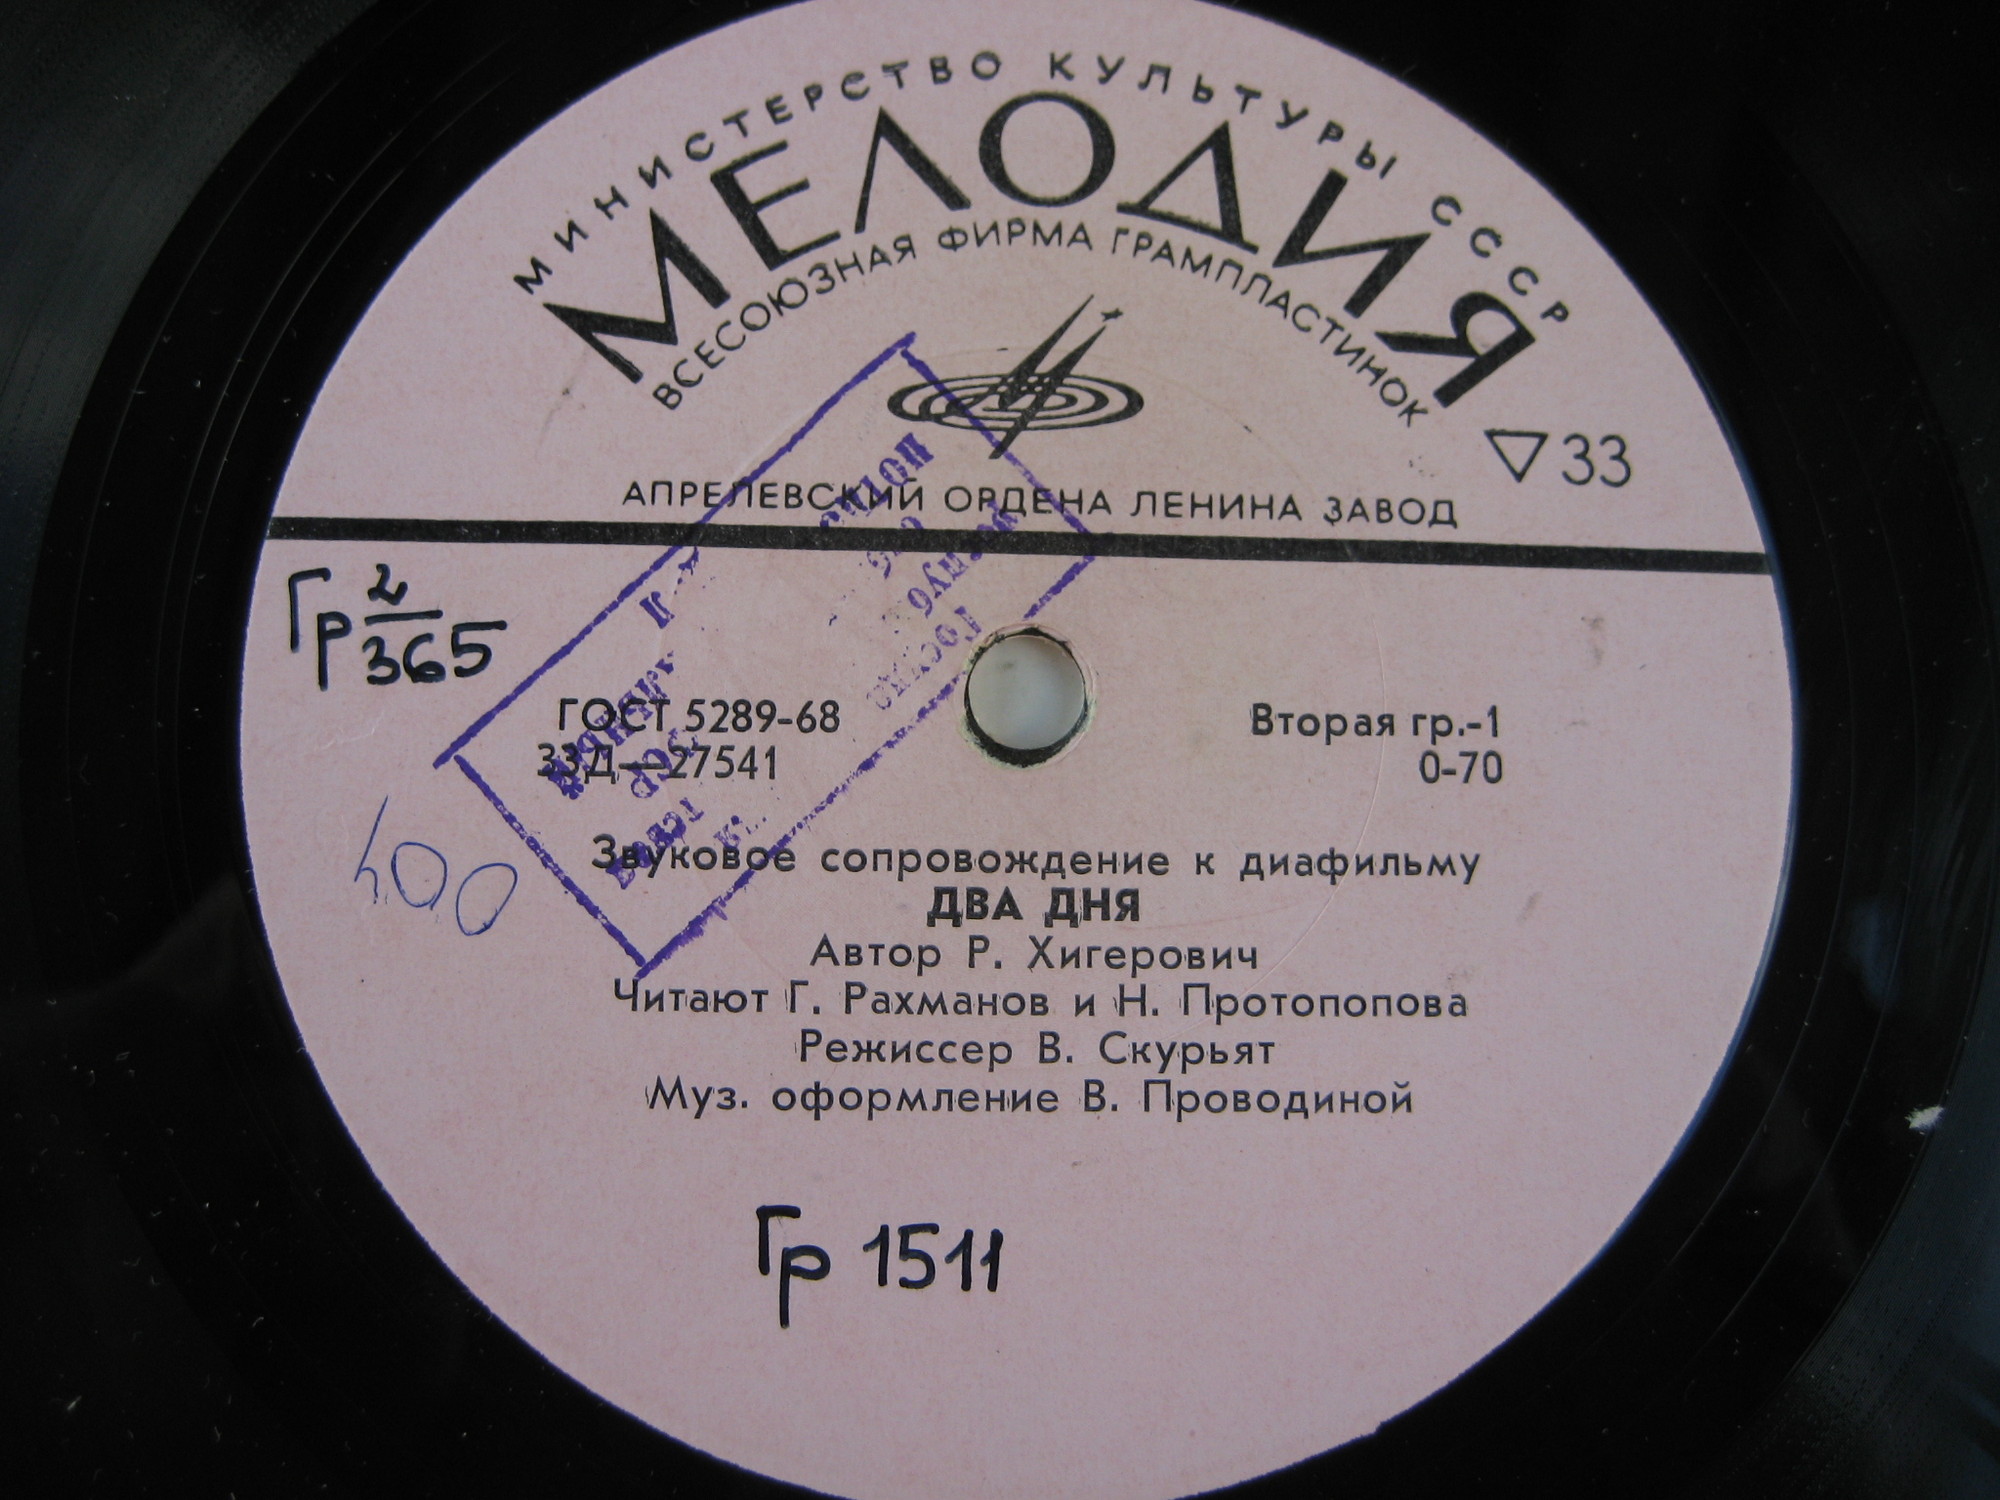 МИНИСТЕРСТВО КУЛЬТУРЫ СССР
МЕЛОДИЯ
ВСЕСОЮЗНАЯ ФИРМА ГРАМПЛАСТИНОК
33
АПРЕЛЕВСКИЙ ОРДЕНА ЛЕНИНА ЗАВОД
Гр 2/365
ГОСТ 5289-68
33Д—27541
Вторая гр.-1
0-70
400
Звуковое сопровождение к диафильму
ДВА ДНЯ
Автор Р. Хигерович
Читают Г. Рахманов и Н. Протопопова
Режиссер В. Скурьят
Муз. оформление В. Проводиной
Гр 1511